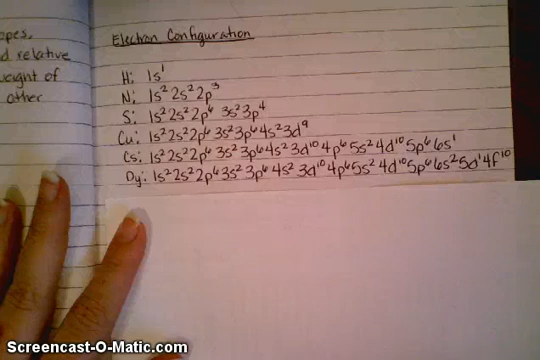 opes,
d relative
weight of
other
Electron Configuration
H: 1s¹
N: 1s² 2s² 2p³
S: 1s² 2s² 2p⁶ 3s² 3p⁴
Cu: 1s² 2s² 2p⁶ 3s² 3p⁶ 4s² 3d⁹
Cs: 1s² 2s² 2p⁶ 3s² 3p⁶ 4s² 3d¹⁰ 4p⁶ 5s² 4d¹⁰ 5p⁶ 6s¹
Dy: 1s² 2s² 2p⁶ 3s² 3p⁶ 4s² 3d¹⁰ 4p⁶ 5s² 4d¹⁰ 5p⁶ 6s² 5d¹ 4f¹⁰
Screencast-O-Matic.com